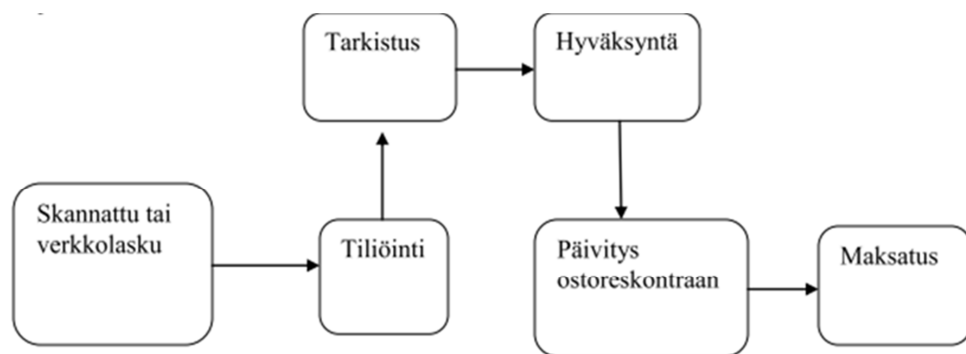 Skannattu tai
verkkolasku
Tiliöinti
Tarkistus
Hyväksyntä
Päivitys
ostoreskontraan
Maksatus